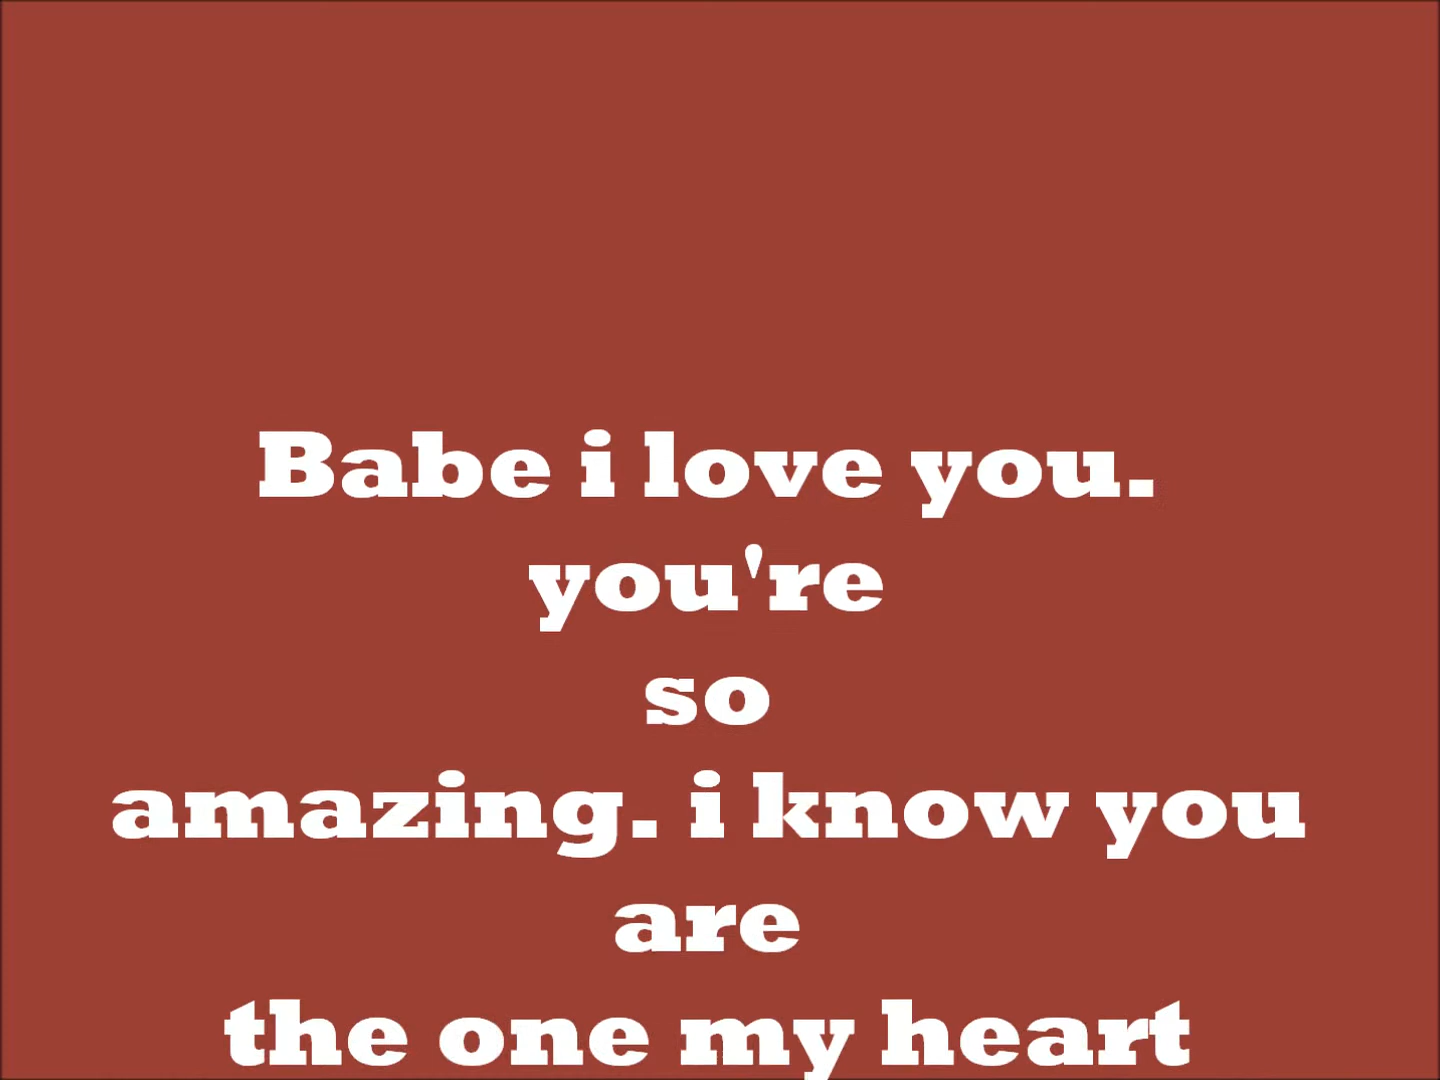 Babe i love you.
you're
so
amazing. i know you
are
the one my heart